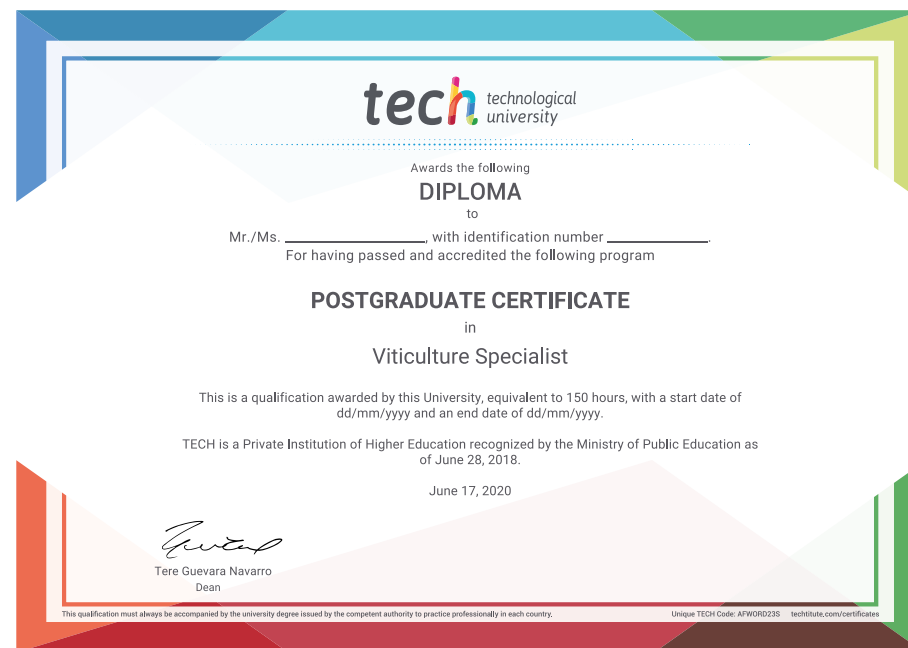 tech technological
university
Awards the following
DIPLOMA
to
Mr./Ms. ____________________, with identification number ______________.
For having passed and accredited the following program
POSTGRADUATE CERTIFICATE
in
Viticulture Specialist
This is a qualification awarded by this University, equivalent to 150 hours, with a start date of
dd/mm/yyyy and an end date of dd/mm/yyyy.
TECH is a Private Institution of Higher Education recognized by the Ministry of Public Education as
of June 28, 2018.
June 17, 2020
Tere Guevara Navarro
Dean
This qualification must always be accompanied by the university degree issued by the competent authority to practice professionally in each country.
Unique TECH Code: AFWORD23S techtitute.com/certificates